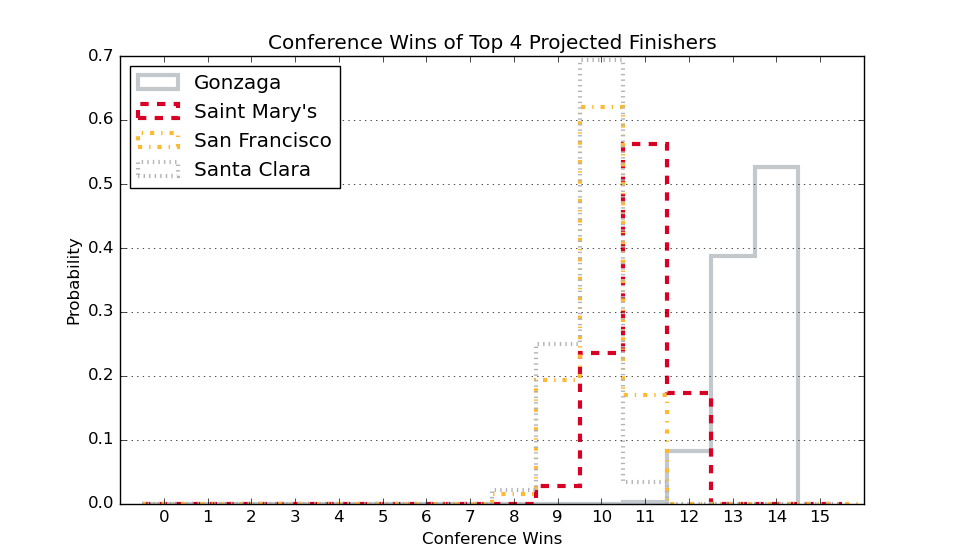 Conference Wins of Top 4 Projected Finishers
Gonzaga
Saint Mary's
San Francisco
Santa Clara
0.7
0.6
0.5
0.4
0.3
0.2
0.1
0.0
Probability
0 1 2 3 4 5 6 7 8 9 10 11 12 13 14 15
Conference Wins